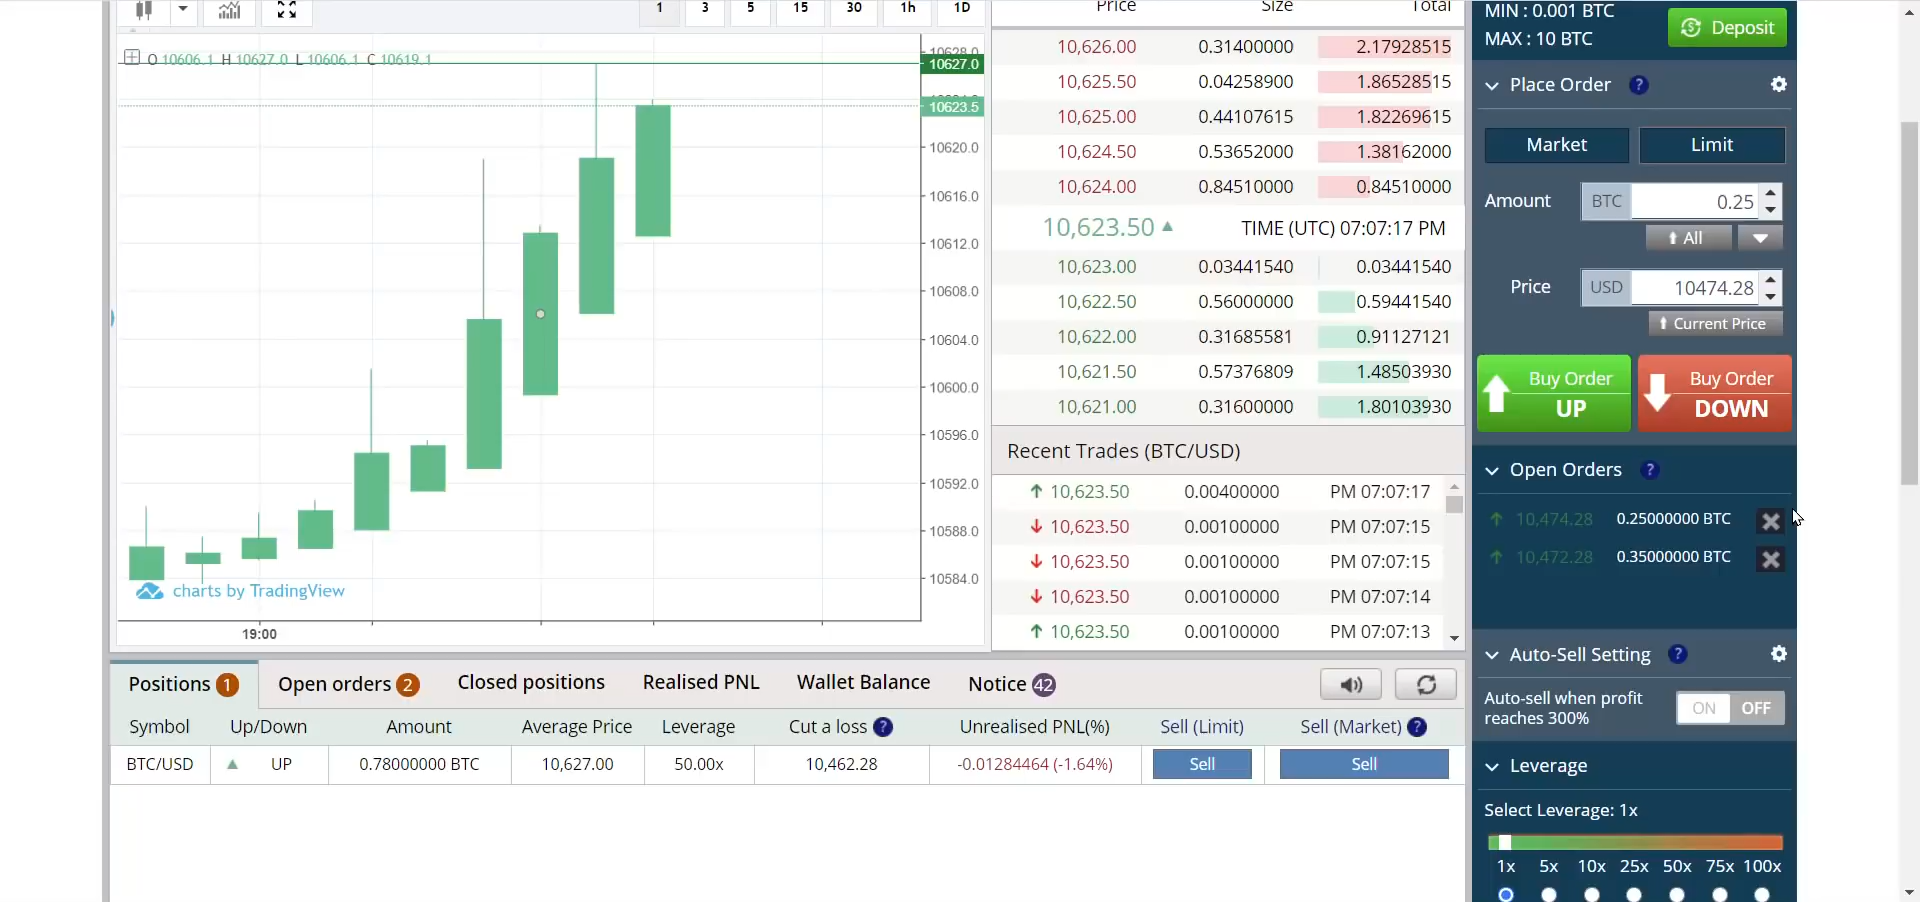 1 3 5 15 30 1h 1D
O 10606.1 H 10627.0 L 10606.1 C 10619.1
10628.0
10627.0
10623.5
10620.0
10616.0
10612.0
10608.0
10604.0
10600.0
10596.0
10592.0
10588.0
10584.0
charts by TradingView
19:00
Price Size Total
10,626.00 0.31400000 2.17928515
10,625.50 0.04258900 1.86528515
10,625.00 0.44107615 1.82269615
10,624.50 0.53652000 1.38162000
10,624.00 0.84510000 0.84510000
10,623.50 ▲ TIME (UTC) 07:07:17 PM
10,623.00 0.03441540 0.03441540
10,622.50 0.56000000 0.59441540
10,622.00 0.31685581 0.91127121
10,621.50 0.57376809 1.48503930
10,621.00 0.31600000 1.80103930
Recent Trades (BTC/USD)
↑ 10,623.50 0.00400000 PM 07:07:17
↓ 10,623.50 0.00100000 PM 07:07:15
↓ 10,623.50 0.00100000 PM 07:07:15
↓ 10,623.50 0.00100000 PM 07:07:14
↑ 10,623.50 0.00100000 PM 07:07:13
MIN : 0.001 BTC
MAX : 10 BTC
Deposit
Place Order ?
Market Limit
Amount BTC 0.25
All
Price USD 10474.28
Current Price
Buy Order
UP
Buy Order
DOWN
Open Orders ?
↑ 10,474.28 0.25000000 BTC
↑ 10,472.28 0.35000000 BTC
Auto-Sell Setting ?
Auto-sell when profit
reaches 300%
ON OFF
Leverage
Select Leverage: 1x
1x 5x 10x 25x 50x 75x 100x
Positions 1 Open orders 2 Closed positions Realised PNL Wallet Balance Notice 42
Symbol Up/Down Amount Average Price Leverage Cut a loss ? Unrealised PNL(%) Sell (Limit) Sell (Market) ?
BTC/USD ▲ UP 0.78000000 BTC 10,627.00 50.00x 10,462.28 -0.01284464 (-1.64%) Sell Sell